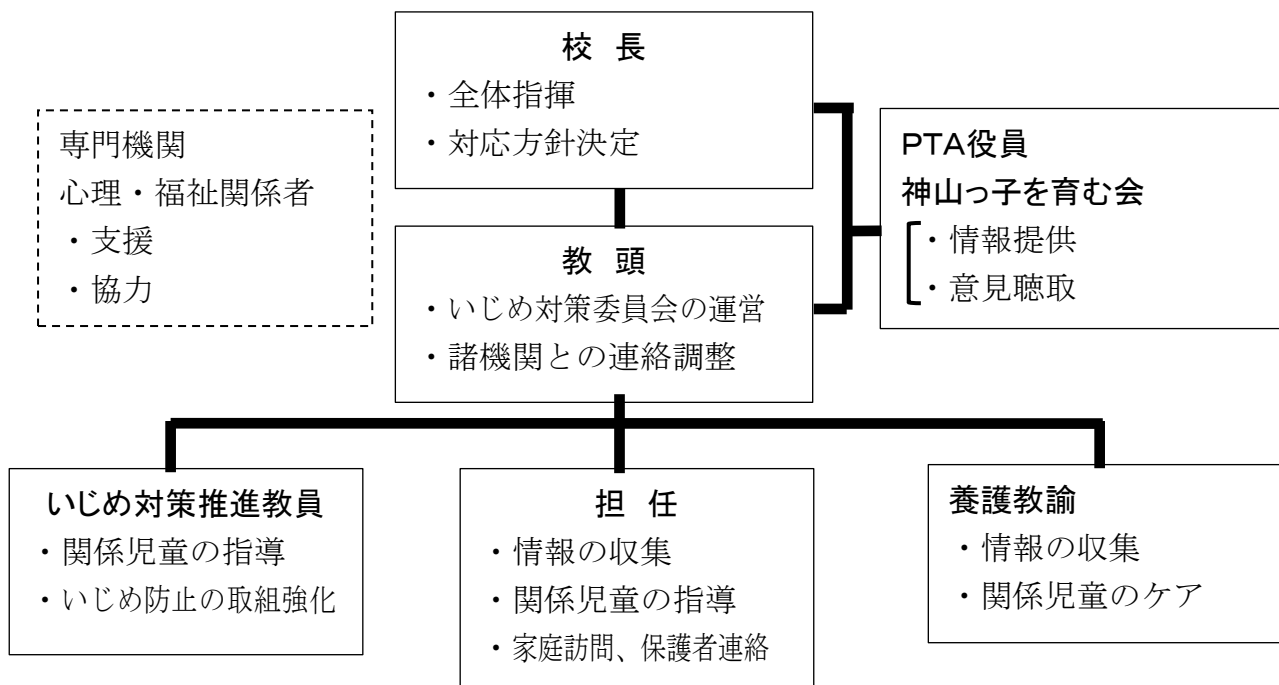 校 長
・全体指揮
・対応方針決定
専門機関
心理・福祉関係者
・支援
・協力
PTA役員
神山っ子を育む会
・情報提供
・意見聴取
教 頭
・いじめ対策委員会の運営
・諸機関との連絡調整
いじめ対策推進教員
・関係児童の指導
・いじめ防止の取組強化
担 任
・情報の収集
・関係児童の指導
・家庭訪問、保護者連絡
養護教諭
・情報の収集
・関係児童のケア